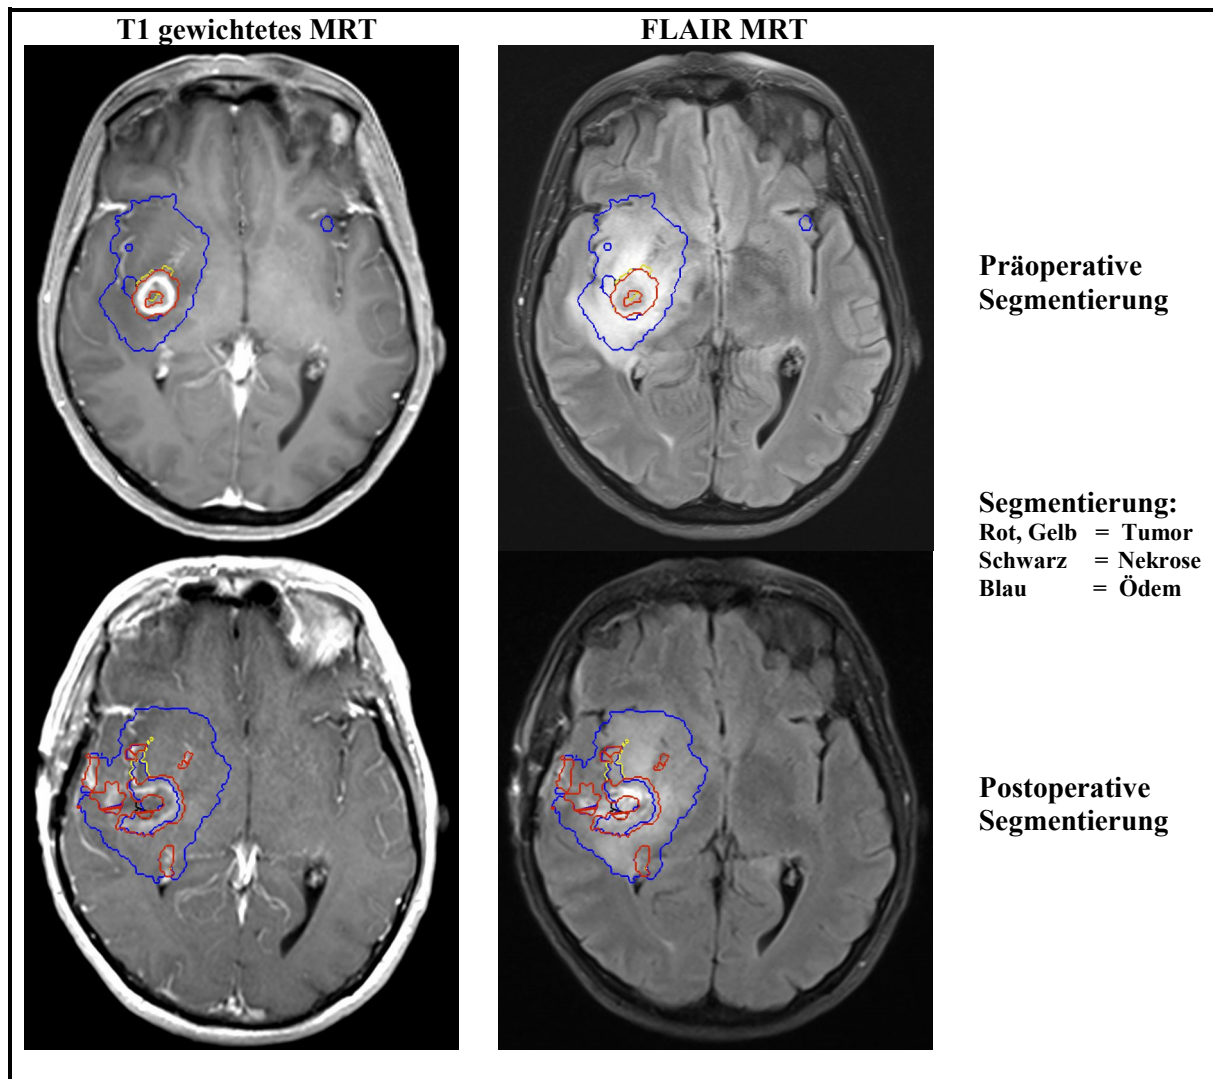 T1 gewichtetes MRT
FLAIR MRT
Präoperative
Segmentierung
Segmentierung:
Rot, Gelb = Tumor
Schwarz = Nekrose
Blau = Ödem
Postoperative
Segmentierung